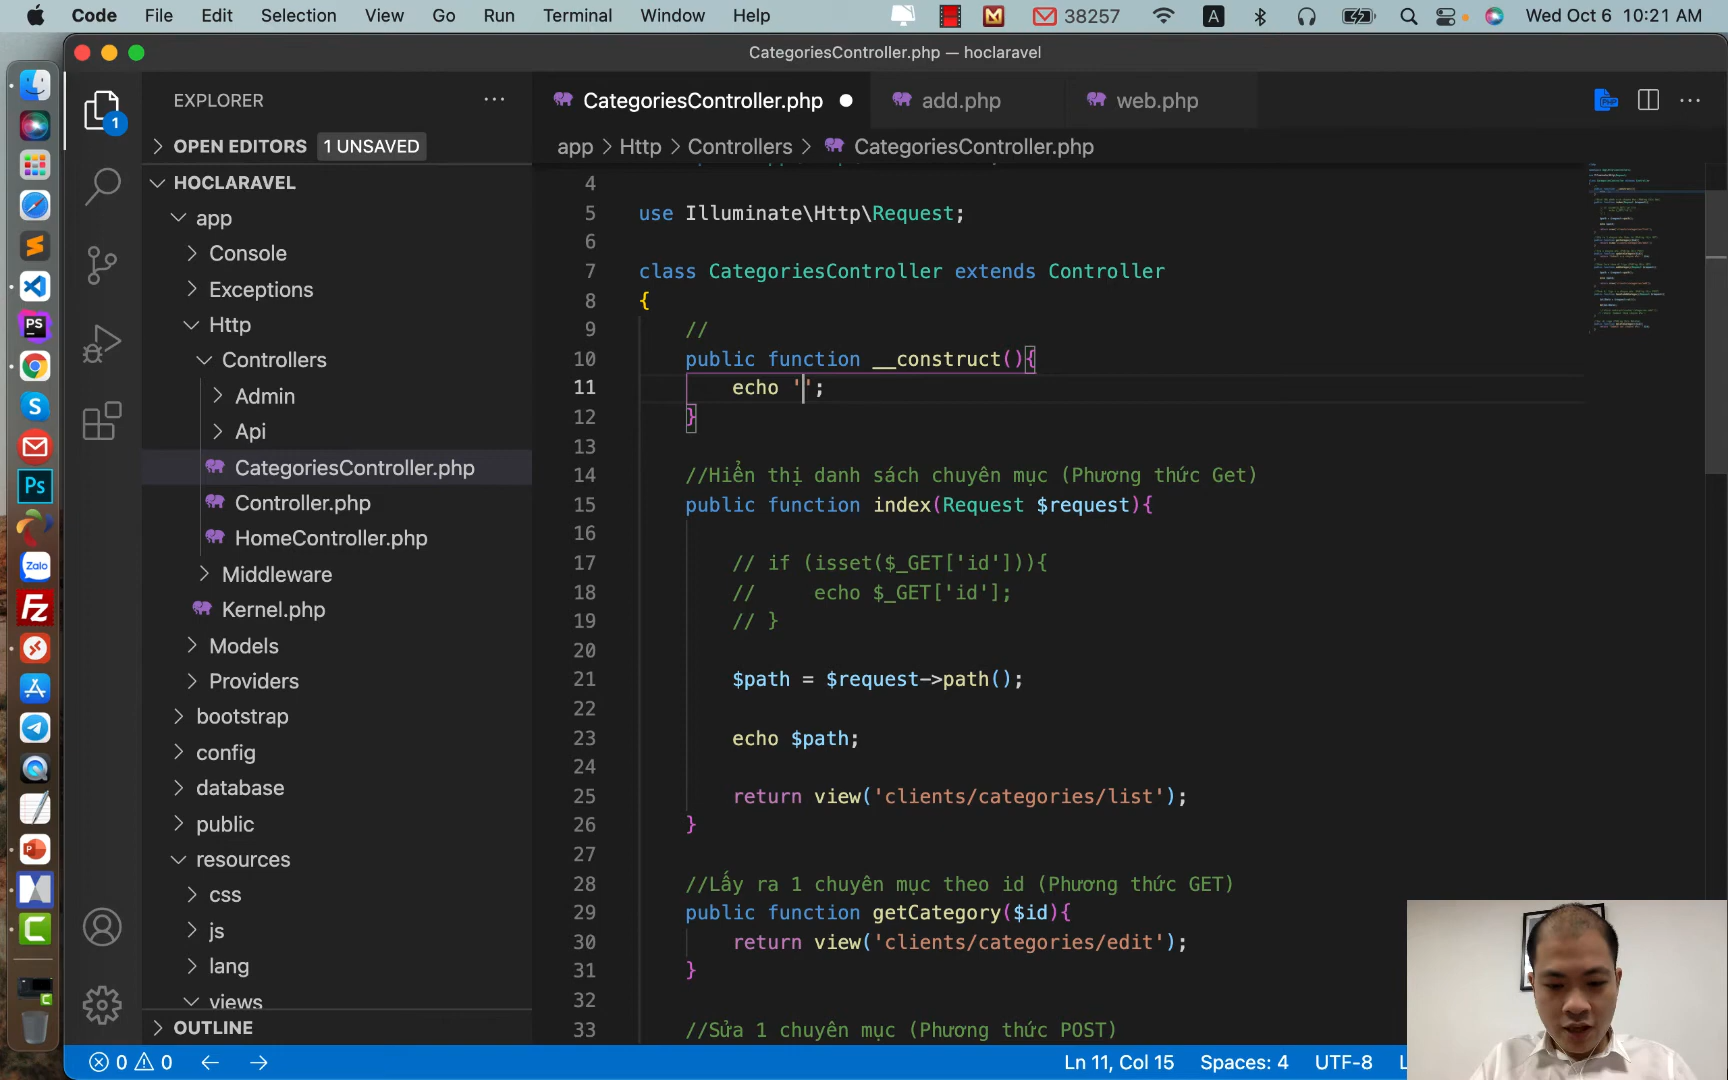 Code File Edit Selection View Go Run Terminal Window Help 38257 A Wed Oct 6 10:21 AM
CategoriesController.php — hoclaravel
EXPLORER
CategoriesController.php add.php web.php
1
OPEN EDITORS 1 UNSAVED
app > Http > Controllers > CategoriesController.php
HOCLARAVEL
app
Console
Exceptions
Http
Controllers
Admin
Api
CategoriesController.php
Controller.php
HomeController.php
Middleware
Kernel.php
Models
Providers
bootstrap
config
database
public
resources
css
js
lang
views
OUTLINE
4
5 use Illuminate\Http\Request;
6
7 class CategoriesController extends Controller
8 {
9 //
10 public function __construct(){
11 echo '';
12 }
13
14 //Hiển thị danh sách chuyên mục (Phương thức Get)
15 public function index(Request $request){
16
17 // if (isset($_GET['id'])){
18 // echo $_GET['id'];
19 // }
20
21 $path = $request->path();
22
23 echo $path;
24
25 return view('clients/categories/list');
26 }
27
28 //Lấy ra 1 chuyên mục theo id (Phương thức GET)
29 public function getCategory($id){
30 return view('clients/categories/edit');
31 }
32
33 //Sửa 1 chuyên mục (Phương thức POST)
PS
S
Ps
Zalo
Fz
0 0 Ln 11, Col 15 Spaces: 4 UTF-8